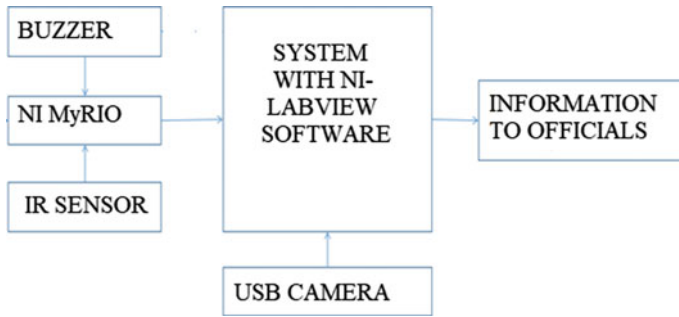 BUZZER
SYSTEM
WITH NI-
LABVIEW
SOFTWARE
NI MyRIO
INFORMATION
TO OFFICIALS
IR SENSOR
USB CAMERA